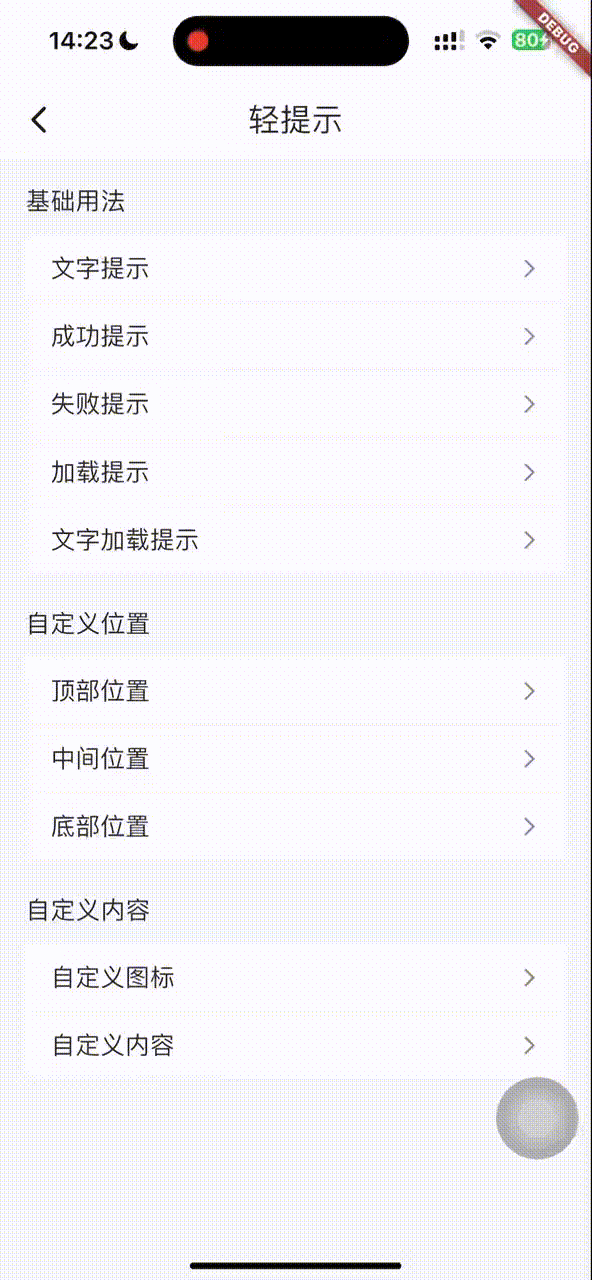 14:23
80
DEBUG
轻提示
基础用法
文字提示
成功提示
失败提示
加载提示
文字加载提示
自定义位置
顶部位置
中间位置
底部位置
自定义内容
自定义图标
自定义内容